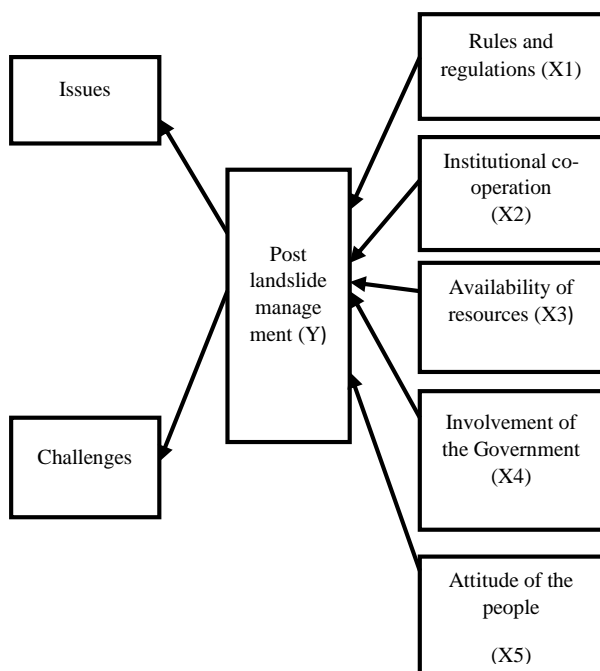 Issues
Challenges
Post
landslide
manage
ment (Y)
Rules and
regulations (X1)
Institutional co-
operation
(X2)
Availability of
resources (X3)
Involvement of
the Government
(X4)
Attitude of the
people
(X5)